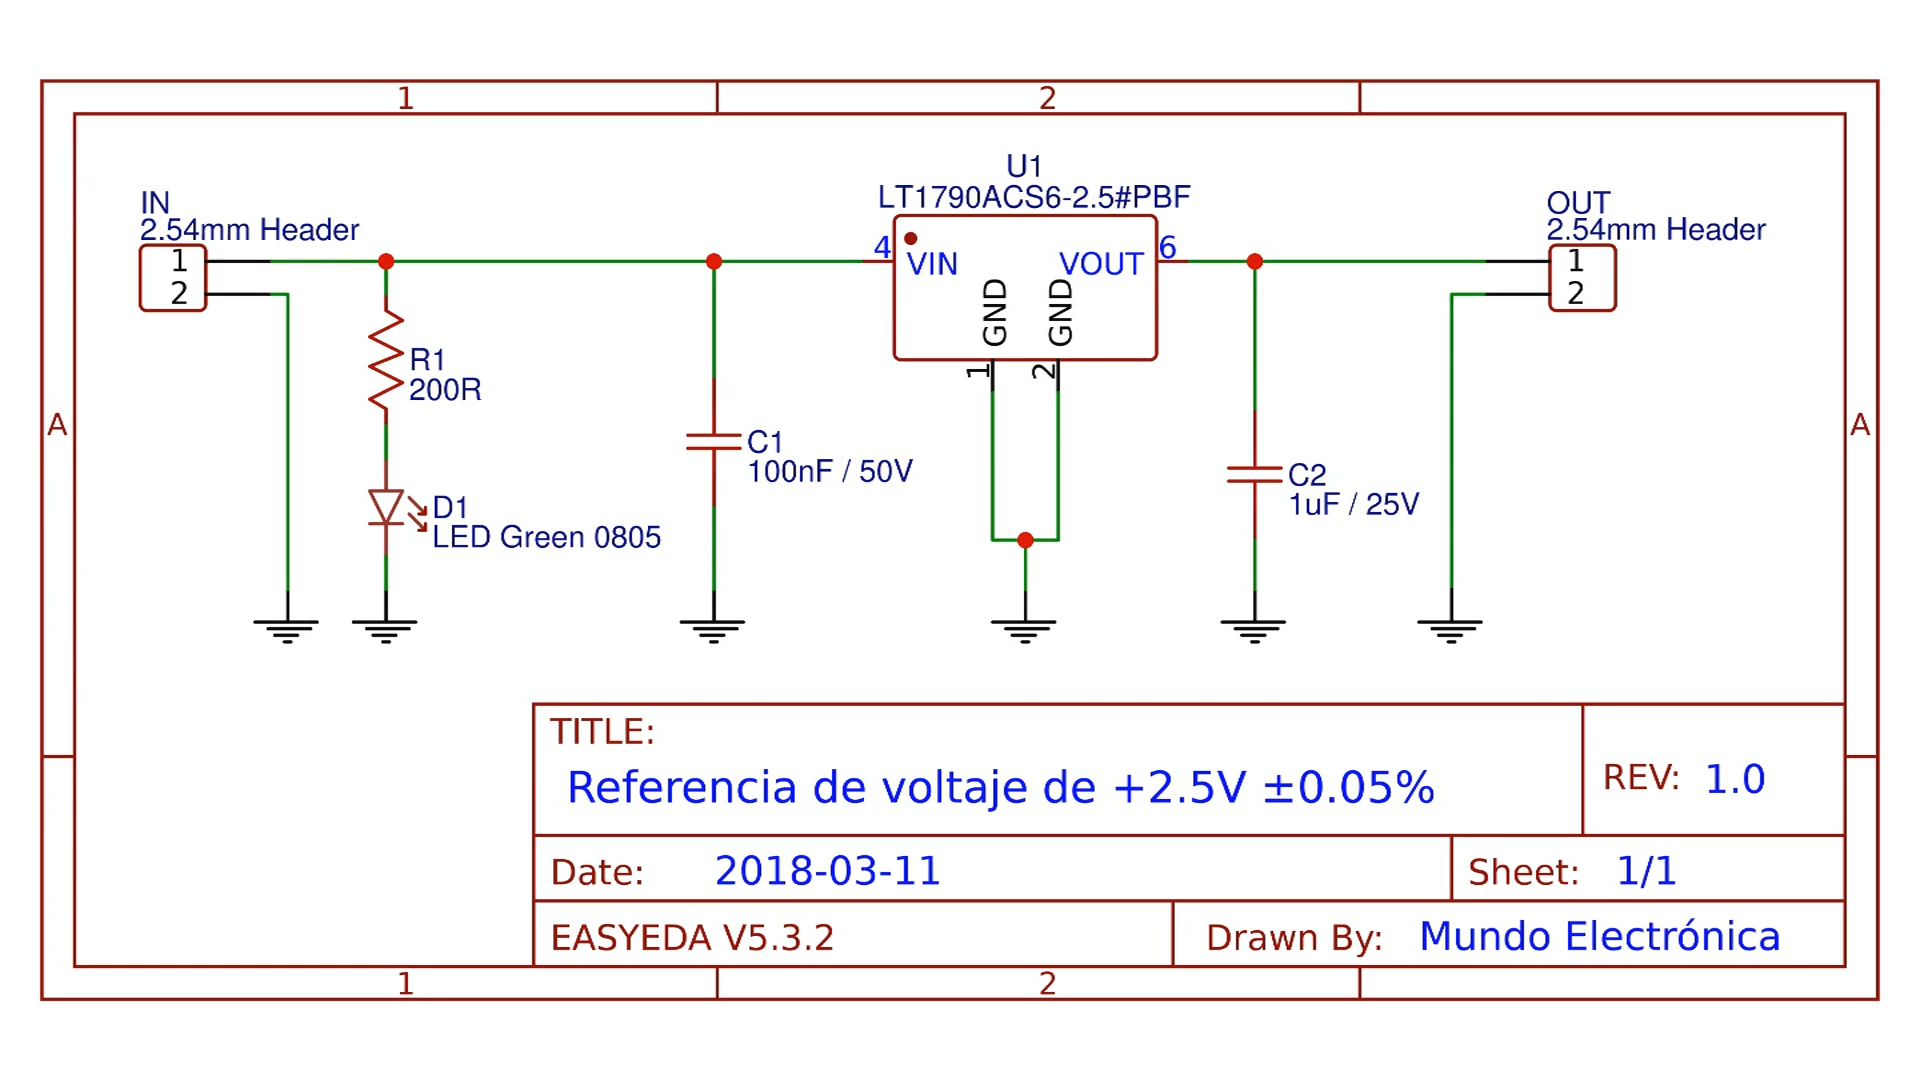 1 2
U1
LT1790ACS6-2.5#PBF
IN
2.54mm Header
OUT
2.54mm Header
1
2
4
VIN
VOUT
6
GND
GND
1
2
1
2
R1
200R
A
A
C1
100nF / 50V
C2
1uF / 25V
D1
LED Green 0805
TITLE:
Referencia de voltaje de +2.5V ±0.05%
REV: 1.0
Date: 2018-03-11
Sheet: 1/1
EASYEDA V5.3.2
Drawn By: Mundo Electrónica
1 2